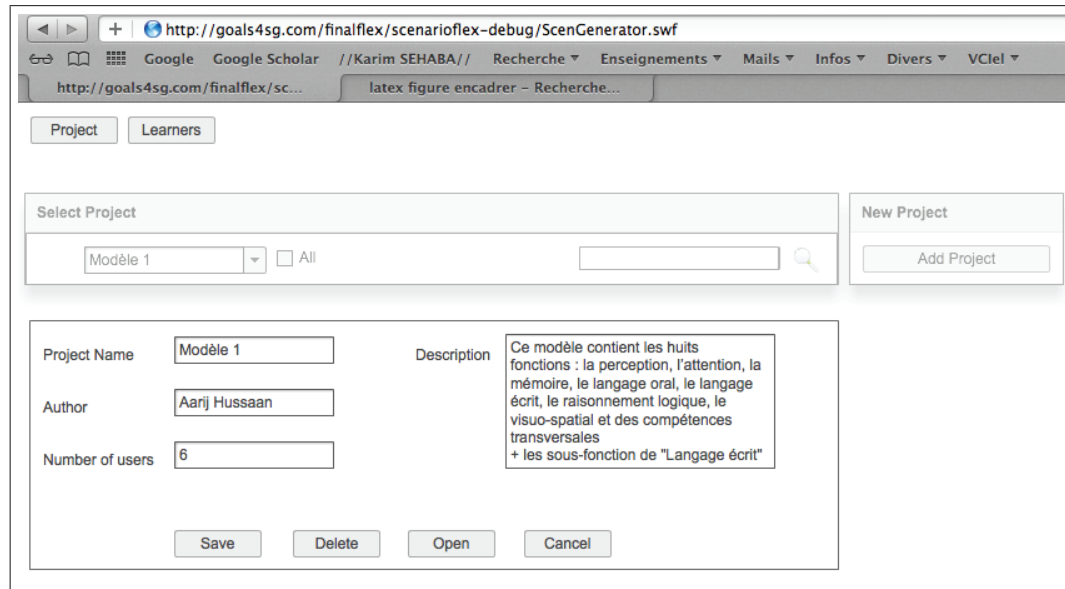 http://goals4sg.com/finalflex/scenarioflex-debug/ScenGenerator.swf
Google Google Scholar //Karim SEHABA// Recherche Enseignements Mails Infos Divers VCIel
http://goals4sg.com/finalflex/sc... latex figure encadrer – Recherche...
Project Learners
Select Project New Project
Modèle 1 All Add Project
Project Name Modèle 1
Author Aarij Hussaan
Number of users 6
Description
Ce modèle contient les huits
fonctions : la perception, l'attention, la
mémoire, le langage oral, le langage
écrit, le raisonnement logique, le
visuo-spatial et des compétences
transversales
+ les sous-fonction de "Langage écrit"
Save Delete Open Cancel